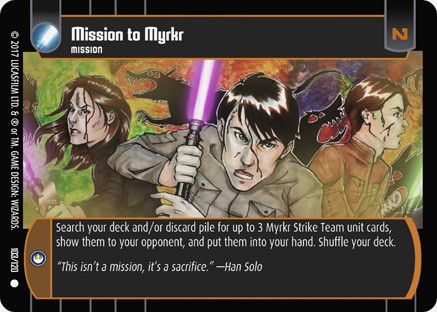 Mission to Myrkr
MISSION
N
Search your deck and/or discard pile for up to 3 Myrkr Strike Team unit cards,
show them to your opponent, and put them into your hand. Shuffle your deck.
"This isn't a mission, it's a sacrifice." —Han Solo
© 2017 LUCASFILM LTD. & ® or TM. GAME DESIGN: WIZARDS.
103/120